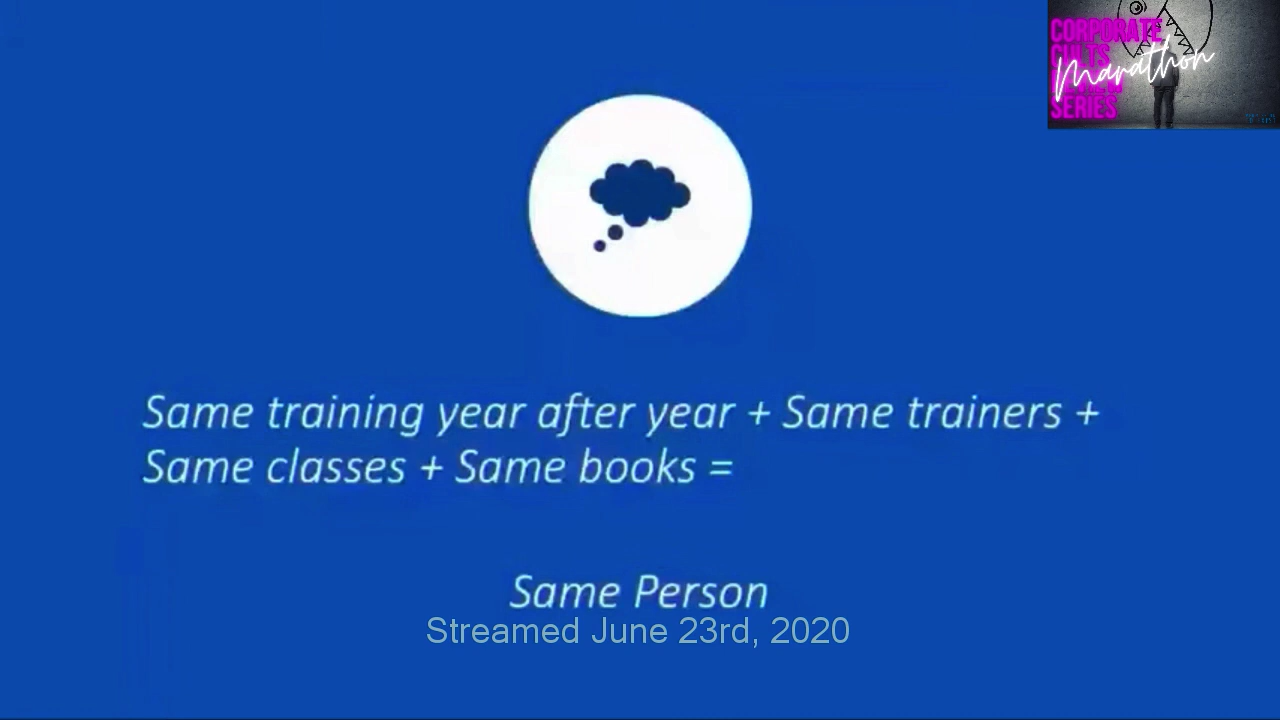 CORPORATE
CULTS
Marathon
SERIES
Same training year after year + Same trainers +
Same classes + Same books =
Same Person
Streamed June 23rd, 2020